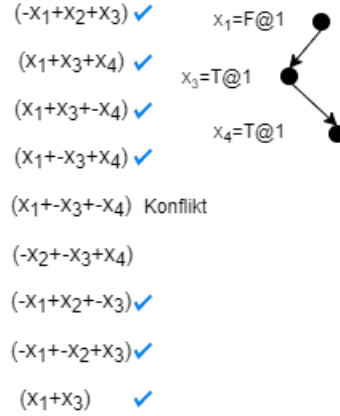 (-x₁+x₂+x₃) ✓
(x₁+x₃+x₄) ✓
(x₁+x₃+-x₄) ✓
(x₁+-x₃+x₄) ✓
(x₁+-x₃+-x₄) Konflikt
(-x₂+-x₃+x₄)
(-x₁+x₂+-x₃) ✓
(-x₁+-x₂+x₃) ✓
(x₁+x₃) ✓
x₁=F@1
x₃=T@1
x₄=T@1